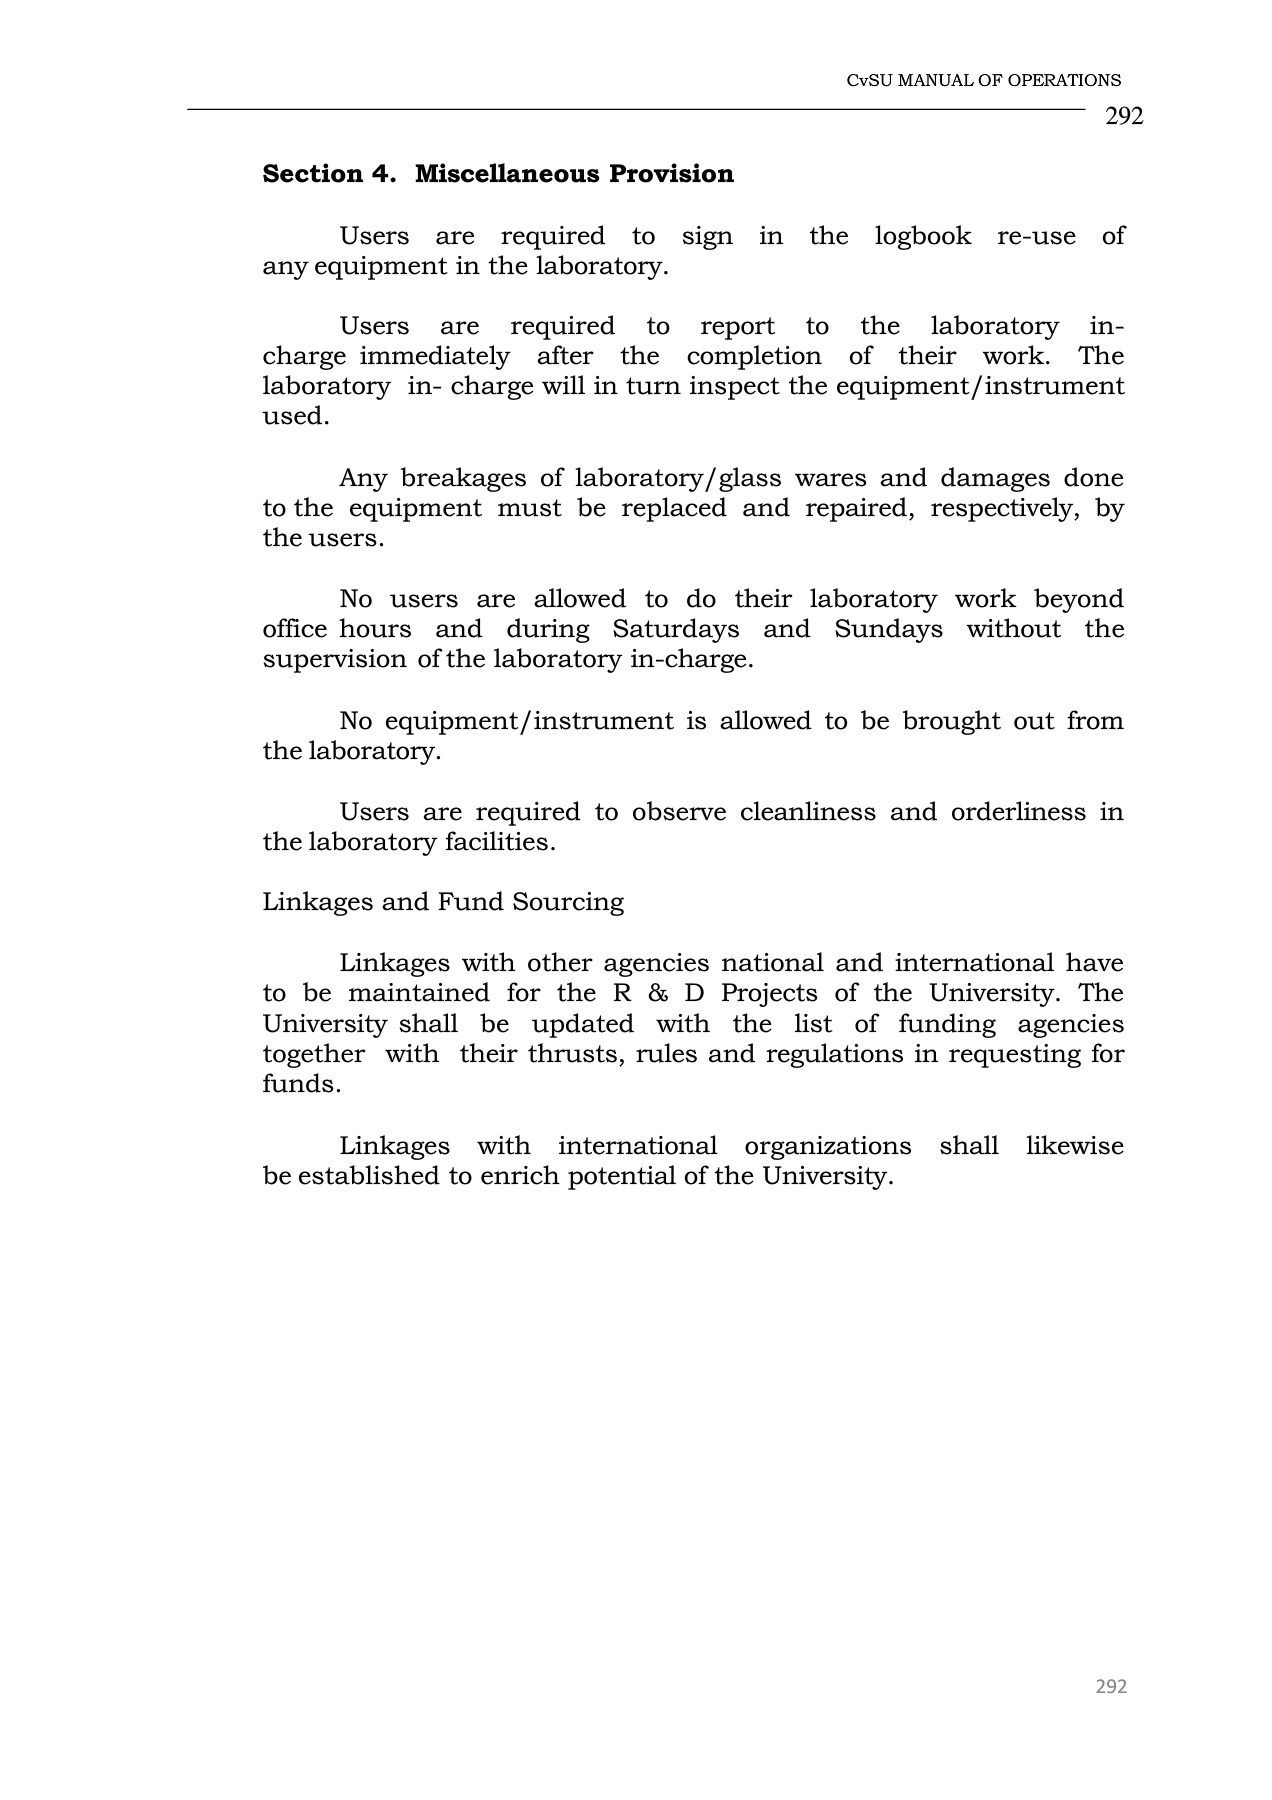 CvSU MANUAL OF OPERATIONS
292
Section 4. Miscellaneous Provision
Users are required to sign in the logbook re-use of
any equipment in the laboratory.
Users are required to report to the laboratory in-
charge immediately after the completion of their work. The
laboratory in- charge will in turn inspect the equipment/instrument
used.
Any breakages of laboratory/glass wares and damages done
to the equipment must be replaced and repaired, respectively, by
the users.
No users are allowed to do their laboratory work beyond
office hours and during Saturdays and Sundays without the
supervision of the laboratory in-charge.
No equipment/instrument is allowed to be brought out from
the laboratory.
Users are required to observe cleanliness and orderliness in
the laboratory facilities.
Linkages and Fund Sourcing
Linkages with other agencies national and international have
to be maintained for the R & D Projects of the University. The
University shall be updated with the list of funding agencies
together with their thrusts, rules and regulations in requesting for
funds.
Linkages with international organizations shall likewise
be established to enrich potential of the University.
292